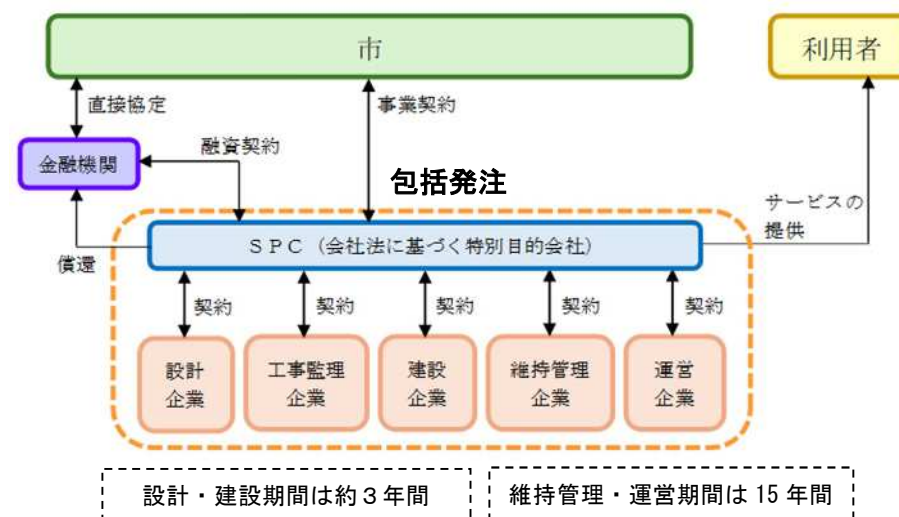 市
利用者
直接協定
事業契約
金融機関
融資契約
包括発注
サービスの
提供
ＳＰＣ（会社法に基づく特別目的会社）
償還
契約
契約
契約
契約
契約
設計
企業
工事監理
企業
建設
企業
維持管理
企業
運営
企業
設計・建設期間は約３年間
維持管理・運営期間は 15 年間